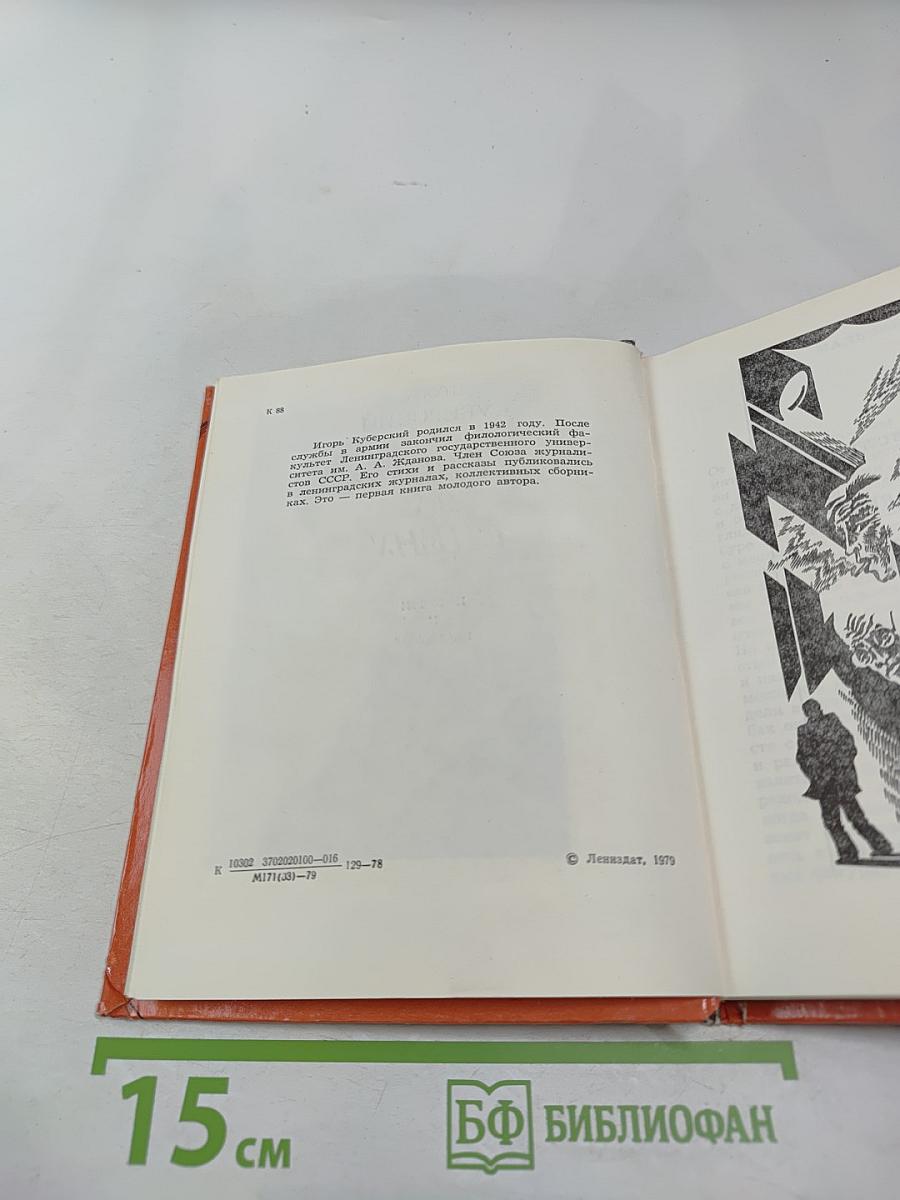 К 88
Игорь Куберский родился в 1942 году. После
службы в армии закончил филологический фа-
культет Ленинградского государственного универ-
ситета им. А. А. Жданова. Член Союза журнали-
стов СССР. Его стихи и рассказы публиковались
в ленинградских журналах, коллективных сборни-
ках. Это — первая книга молодого автора.
К 10302 3702020100—016 129—78
М171(03)—79
© Лениздат, 1979
15 см
БФ БИБЛИОФАН